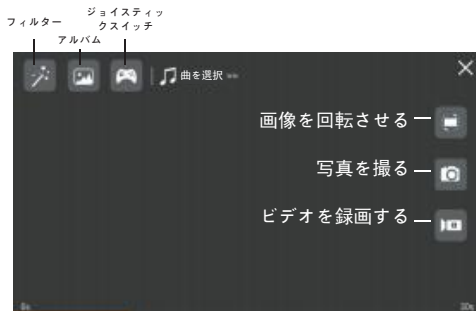 フィルター
アルバム
ジョイスティッ
クスイッチ
曲を選択
画像を回転させる
写真を撮る
ビデオを録画する
0s
30s